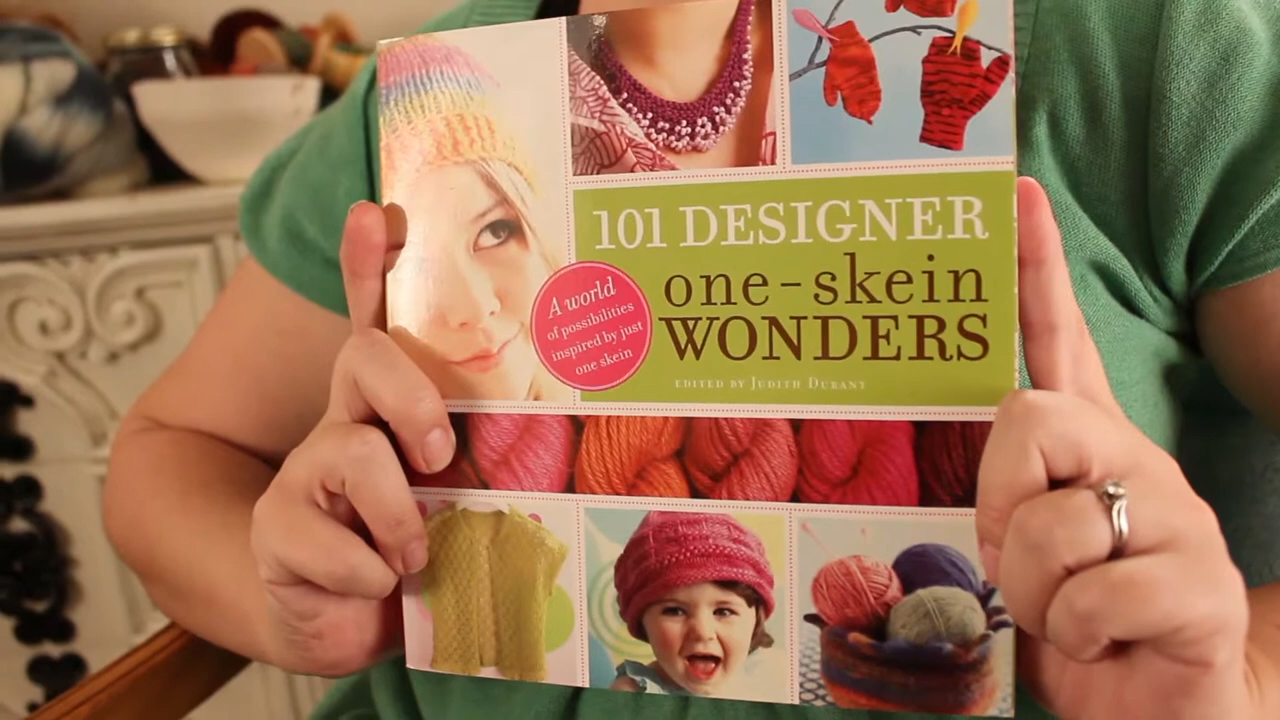 101 DESIGNER
one-skein
WONDERS
EDITED BY JUDITH DURANT
A world
of possibilities
inspired by just
one skein